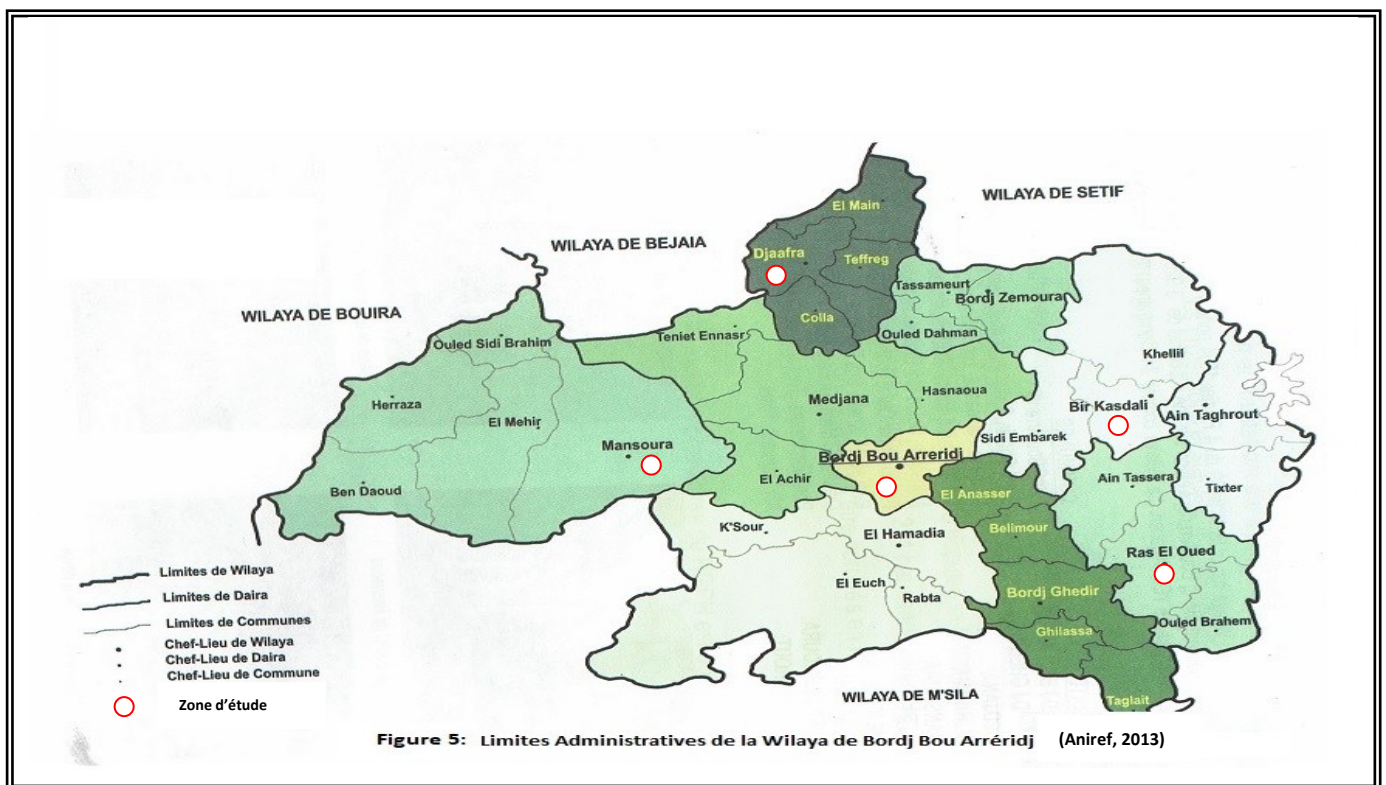 WILAYA DE SETIF
El Main
WILAYA DE BEJAIA
Djaafra
Teffreg
Tassameurt
Bordj Zemoura
WILAYA DE BOUIRA
Colla
Ouled Dahman
Teniet Ennasr
Ouled Sidi Brahim
Khellil
Hasnaoua
Medjana
Herraza
Bir Kasdali
Ain Taghrout
El Mehir
Sidi Embarek
Mansoura
Bordj Bou Arreridj
El Achir
Ain Tassera
Tixter
Ben Daoud
El Anasser
K'Sour
El Hamadia
Belimour
Ras El Oued
El Euch
Rabta
Bordj Ghedir
Ouled Brahem
Ghilassa
WILAYA DE M'SILA
Taglait
Limites de Wilaya
Limites de Daira
Limites de Communes
Chef-Lieu de Wilaya
Chef-Lieu de Daira
Chef-Lieu de Commune
Zone d'étude
Figure 5: Limites Administratives de la Wilaya de Bordj Bou Arréridj (Aniref, 2013)